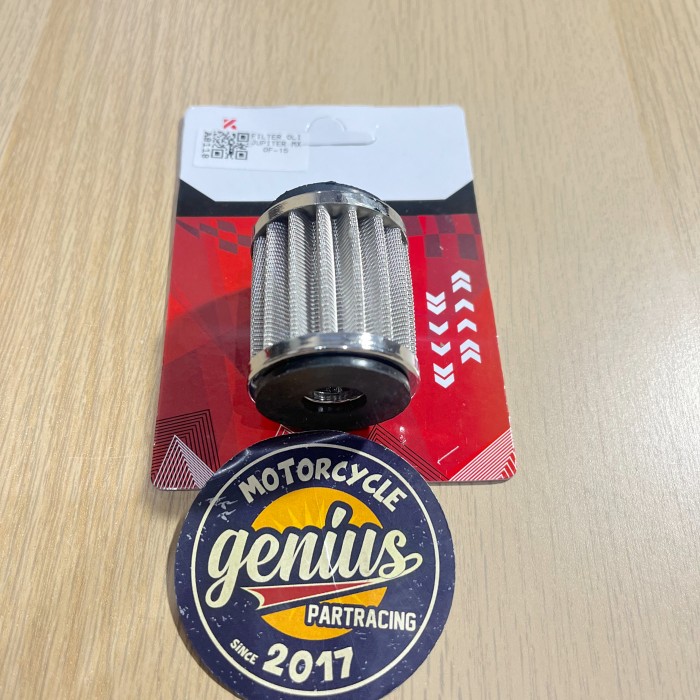 FILTER OLI
JUPITER MX
OF-15
MOTORCYCLE
genius
PARTRACING
SINCE 2017